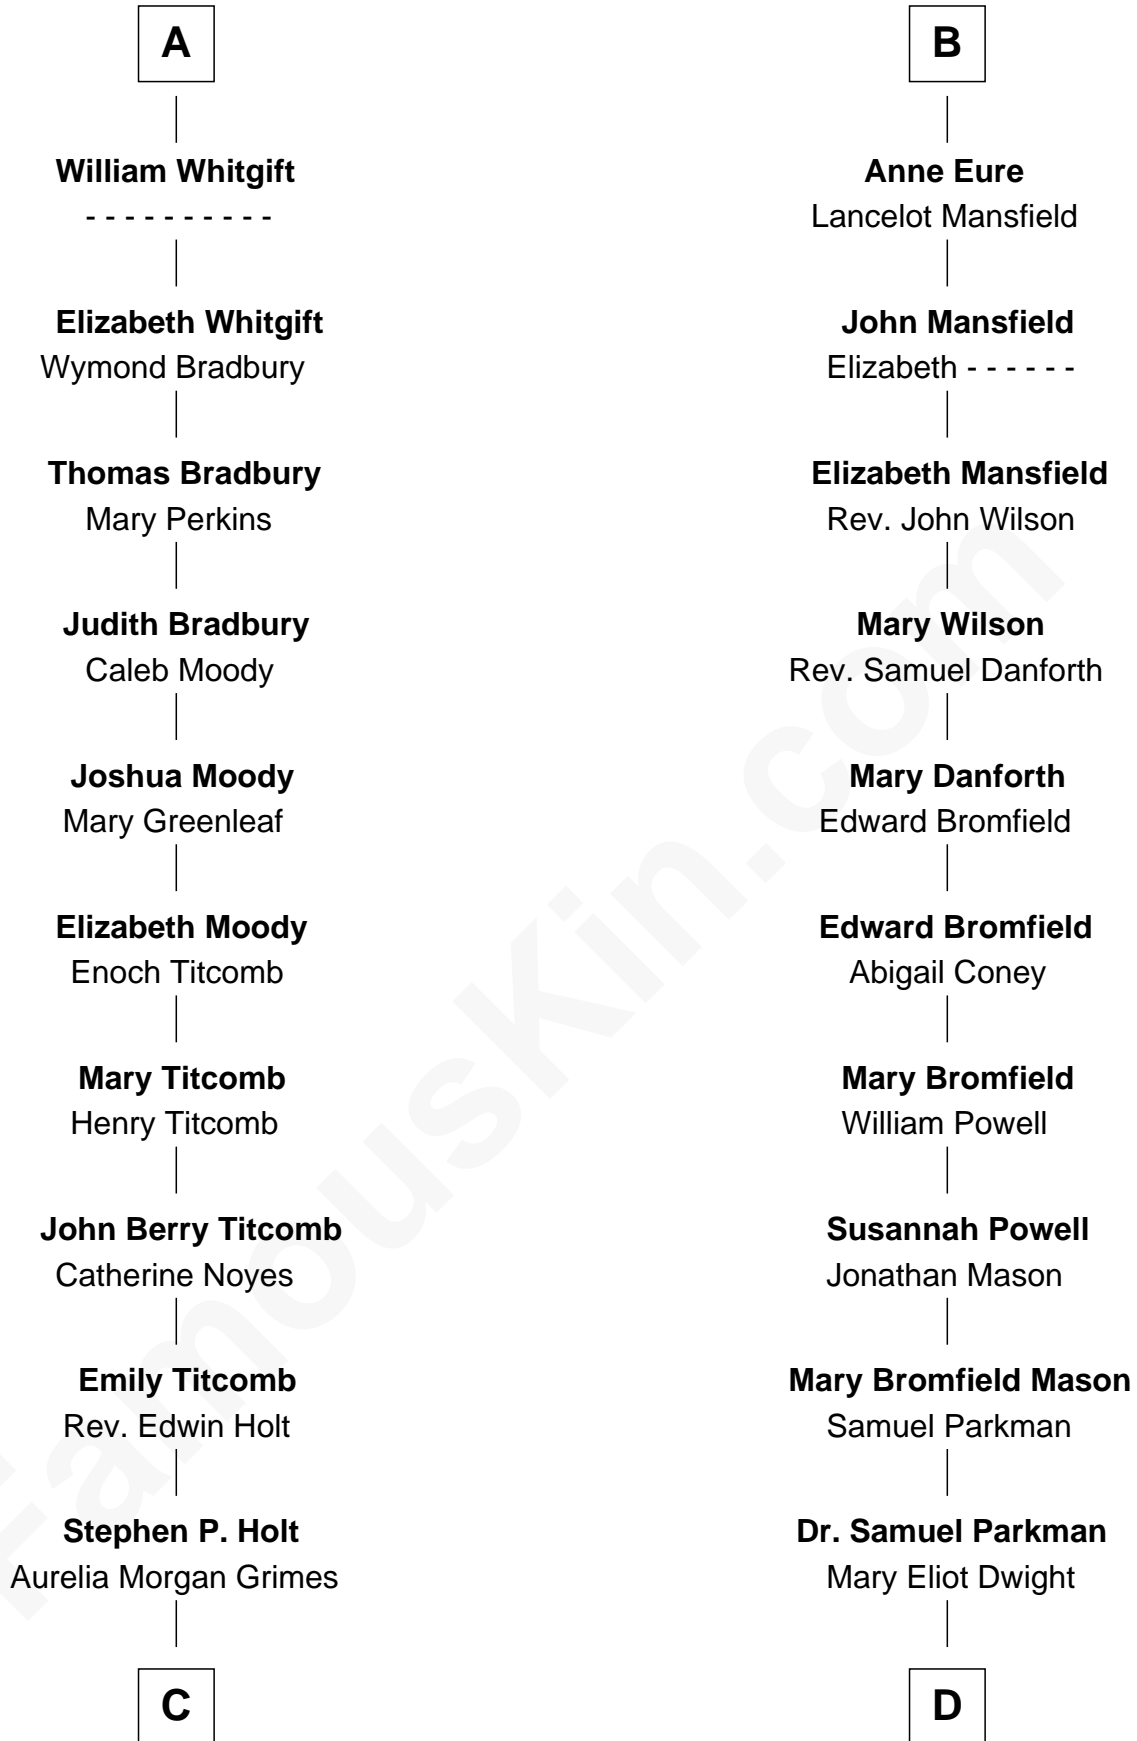 A
William Whitgift
- - - - - - - - - -
Elizabeth Whitgift
Wymond Bradbury
Thomas Bradbury
Mary Perkins
Judith Bradbury
Caleb Moody
Joshua Moody
Mary Greenleaf
Elizabeth Moody
Enoch Titcomb
Mary Titcomb
Henry Titcomb
John Berry Titcomb
Catherine Noyes
Emily Titcomb
Rev. Edwin Holt
Stephen P. Holt
Aurelia Morgan Grimes
C
B
Anne Eure
Lancelot Mansfield
John Mansfield
Elizabeth - - - - - -
Elizabeth Mansfield
Rev. John Wilson
Mary Wilson
Rev. Samuel Danforth
Mary Danforth
Edward Bromfield
Edward Bromfield
Abigail Coney
Mary Bromfield
William Powell
Susannah Powell
Jonathan Mason
Mary Bromfield Mason
Samuel Parkman
Dr. Samuel Parkman
Mary Eliot Dwight
D
FamousKin.com